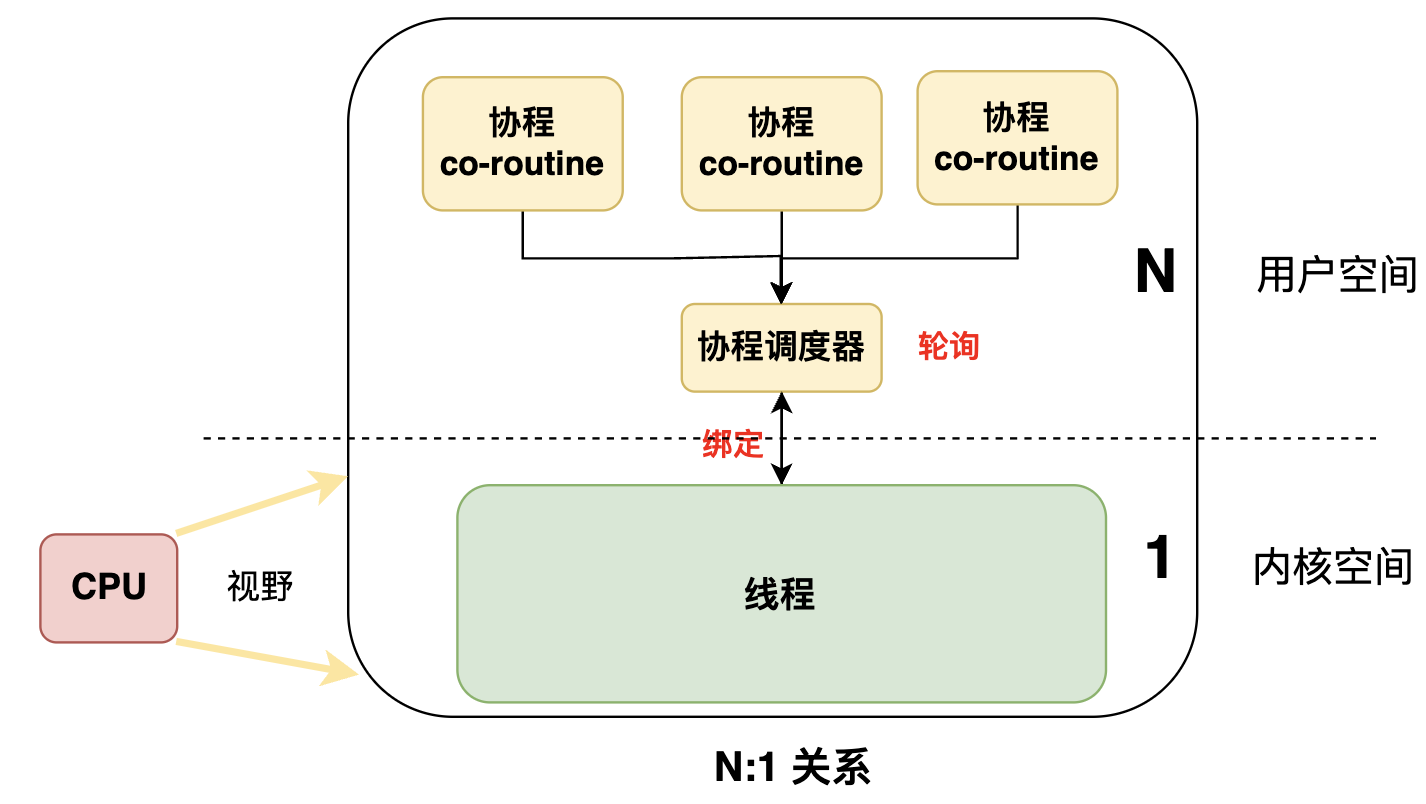 协程
co-routine
协程
co-routine
协程
co-routine
N
用户空间
协程调度器
轮询
绑定
CPU
视野
线程
1
内核空间
N:1 关系